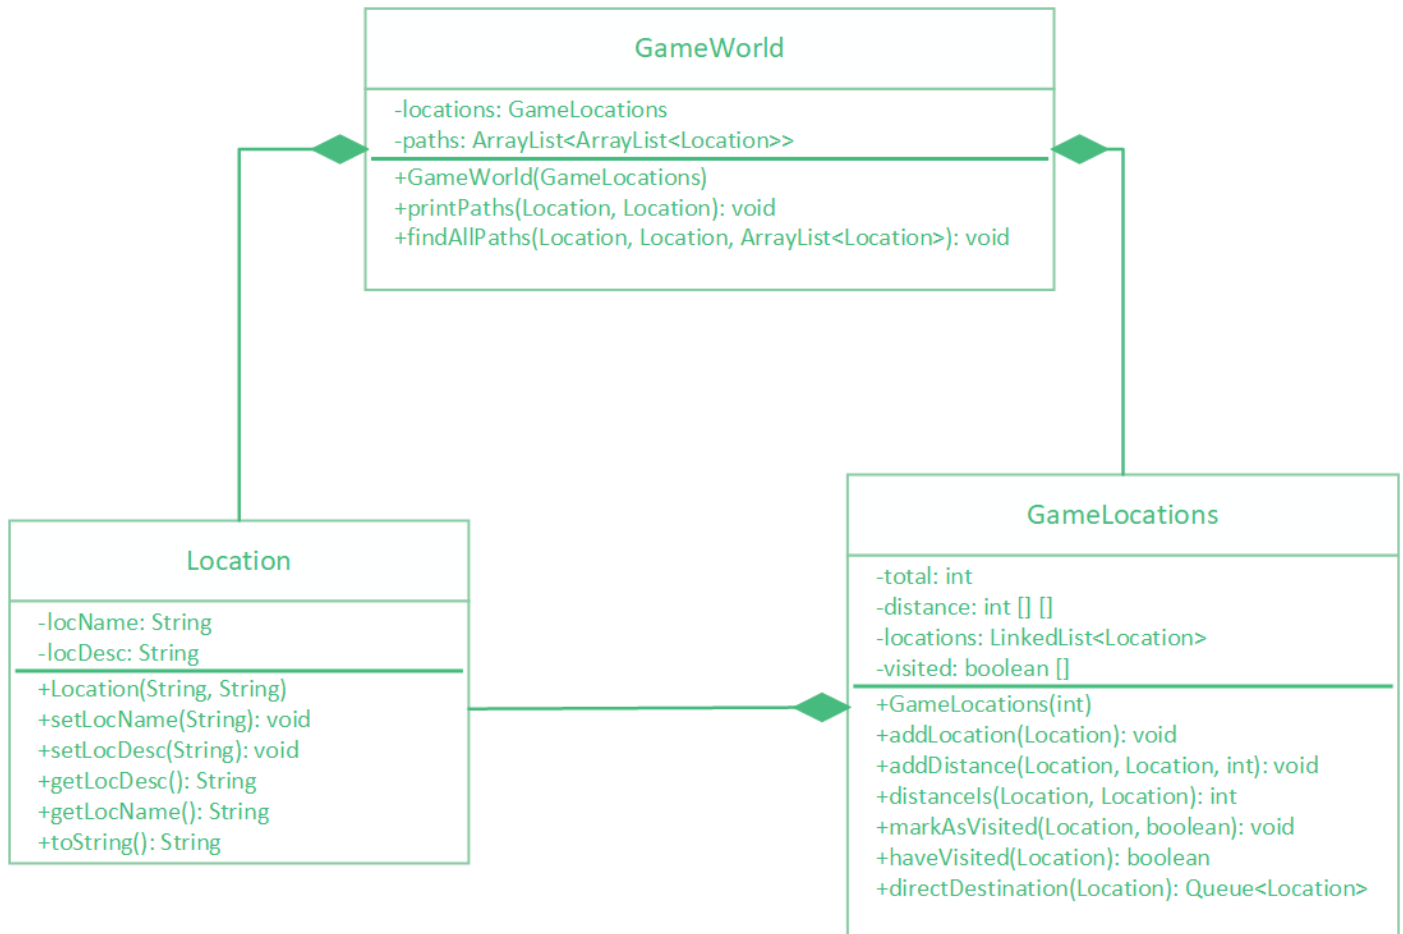 GameWorld
-locations: GameLocations
-paths: ArrayList<ArrayList<Location>>
+GameWorld(GameLocations)
+printPaths(Location, Location): void
+findAllPaths(Location, Location, ArrayList<Location>): void
Location
-locName: String
-locDesc: String
+Location(String, String)
+setLocName(String): void
+setLocDesc(String): void
+getLocDesc(): String
+getLocName(): String
+toString(): String
GameLocations
-total: int
-distance: int [] []
-locations: LinkedList<Location>
-visited: boolean []
+GameLocations(int)
+addLocation(Location): void
+addDistance(Location, Location, int): void
+distanceIs(Location, Location): int
+markAsVisited(Location, boolean): void
+haveVisited(Location): boolean
+directDestination(Location): Queue<Location>